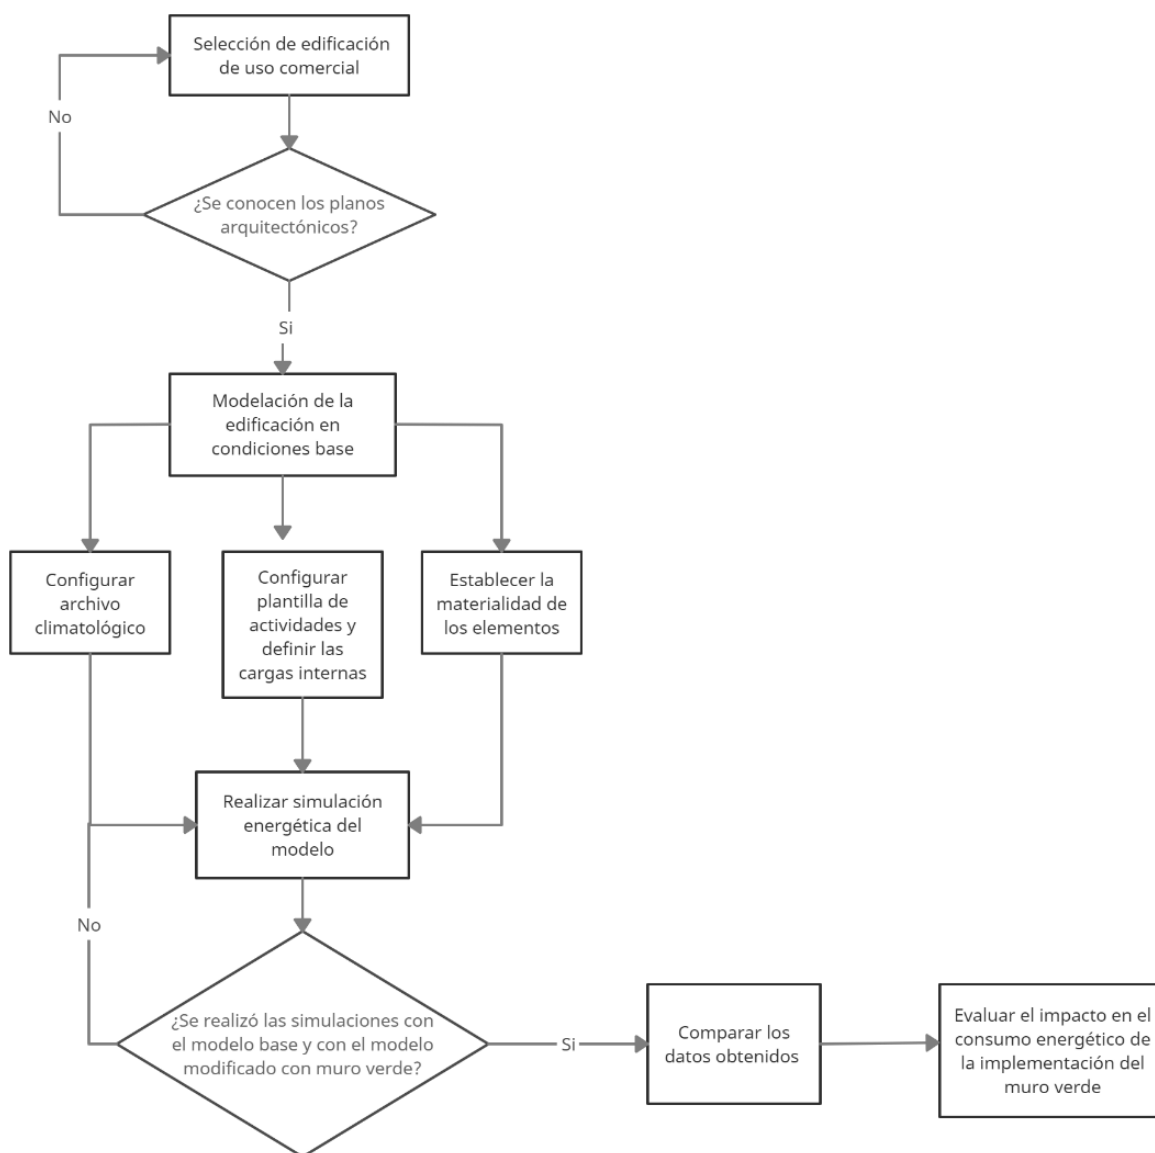 Selección de edificación
de uso comercial
No
¿Se conocen los planos
arquitectónicos?
Si
Modelación de la
edificación en
condiciones base
Configurar
archivo
climatológico
Configurar
plantilla de
actividades y
definir las
cargas internas
Establecer la
materialidad de
los elementos
Realizar simulación
energética del
modelo
No
¿Se realizó las simulaciones con
el modelo base y con el modelo
modificado con muro verde?
Si
Comparar los
datos obtenidos
Evaluar el impacto en el
consumo energético de
la implementación del
muro verde